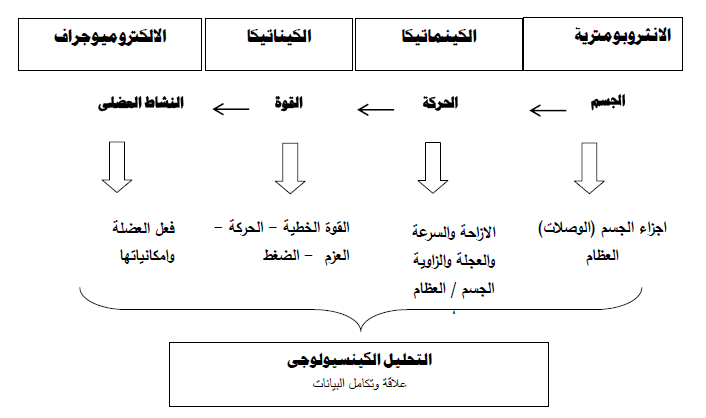 الانثروبومترية
الكينماتيكا
الكيناتيكا
الالكتروميوجراف
الجسم
الحركة
القوة
النشاط العضلى
اجزاء الجسم (الوصلات)
العظام
الازاحة والسرعة
والعجلة والزاوية
الجسم / العظام
القوة الخطية – الحركة –
العزم – الضغط
فعل العضلة
وامكانياتها
التحليل الكينسيولوجى
علاقة وتكامل البيانات